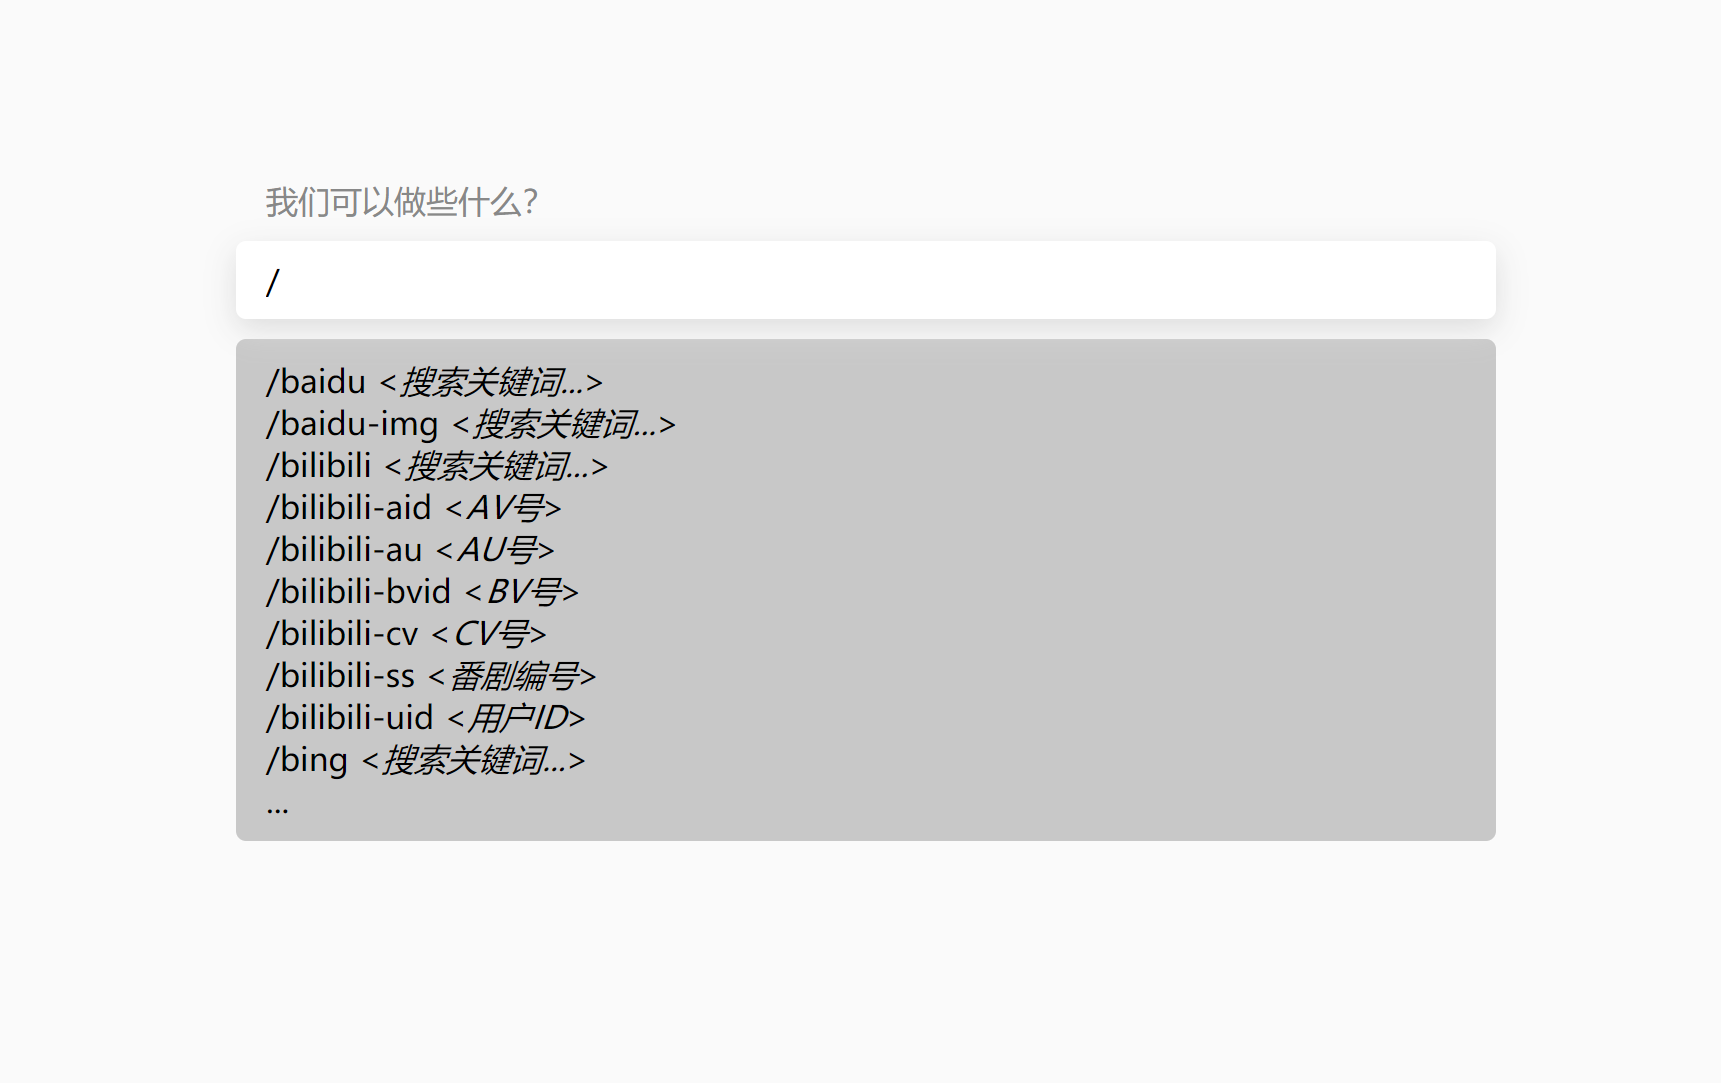 我们可以做些什么？
/
/baidu <搜索关键词...>
/baidu-img <搜索关键词...>
/bilibili <搜索关键词...>
/bilibili-aid <AV号>
/bilibili-au <AU号>
/bilibili-bvid <BV号>
/bilibili-cv <CV号>
/bilibili-ss <番剧编号>
/bilibili-uid <用户ID>
/bing <搜索关键词...>
...